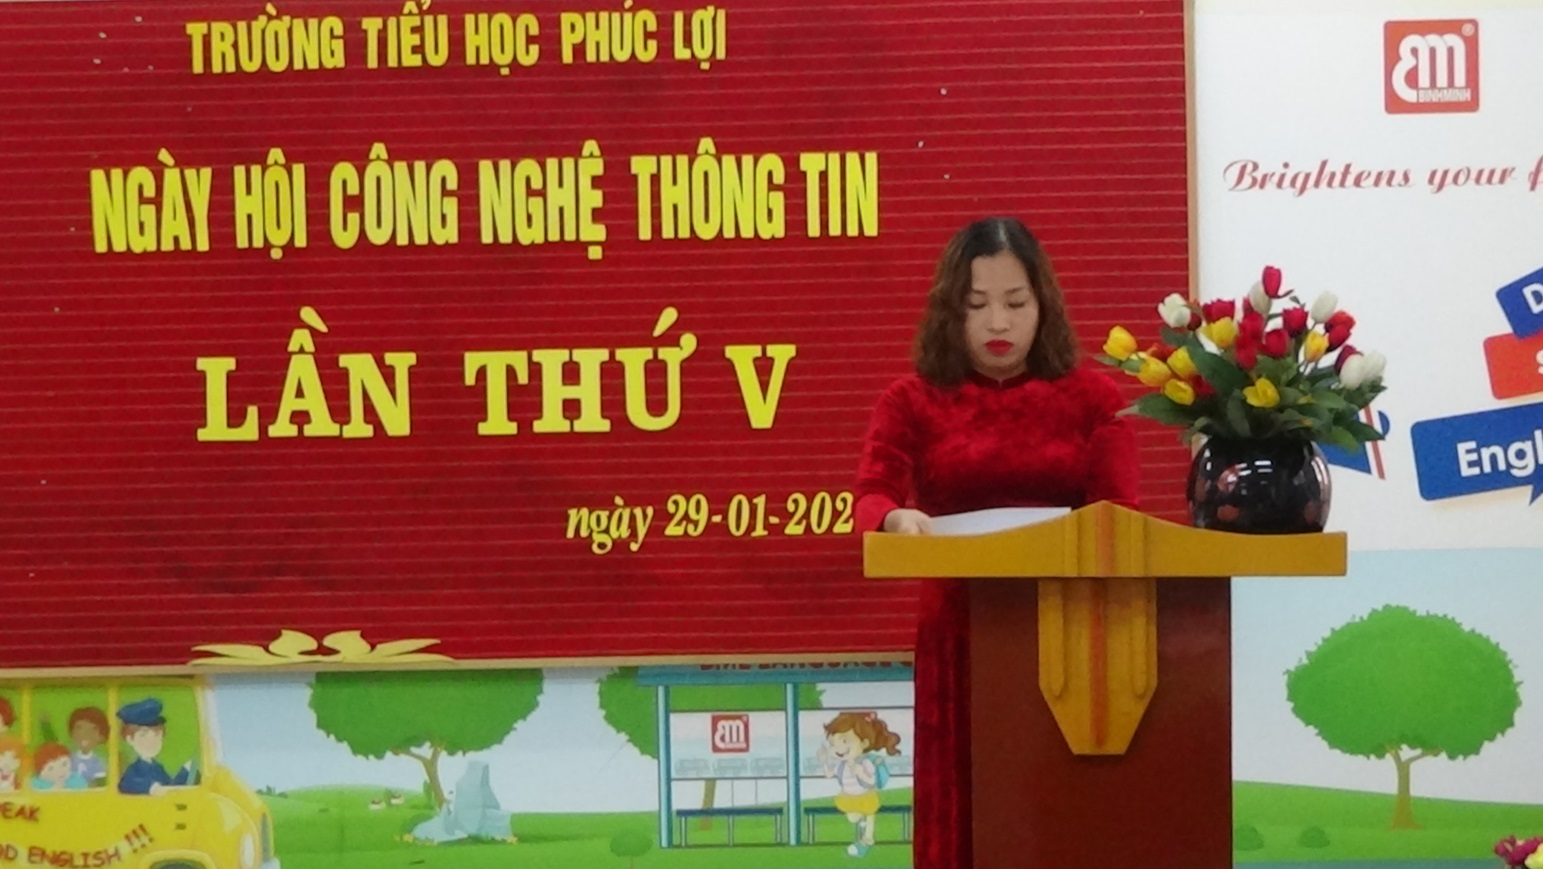 TRƯỜNG TIỂU HỌC PHÚC LỢI
NGÀY HỘI CÔNG NGHỆ THÔNG TIN
LẦN THỨ V
ngày 29-01-202
BINHMINH
Brightens your f
Engl
ENGLISH !!!